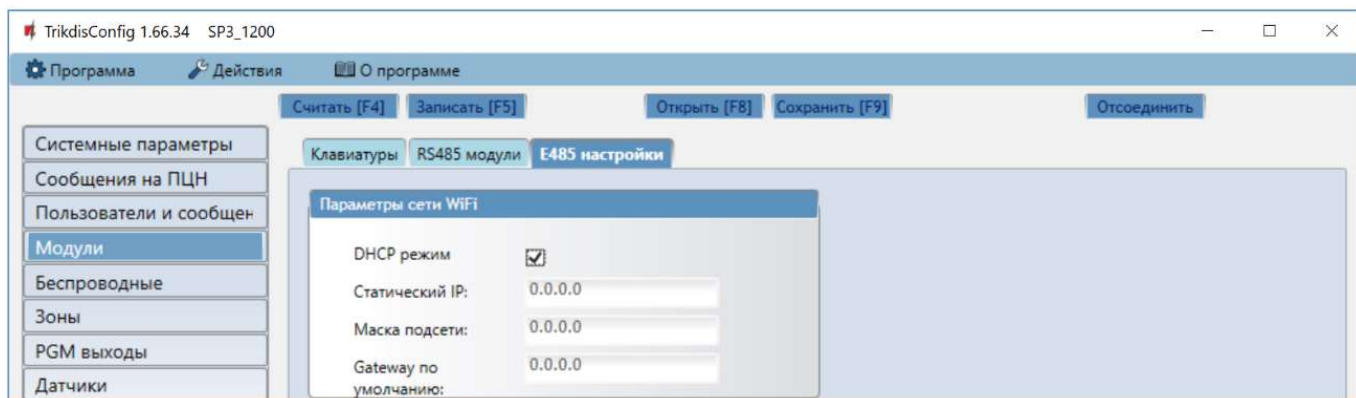 TrikdisConfig 1.66.34 SP3_1200
Программа Действия О программе
Считать [F4] Записать [F5] Открыть [F8] Сохранить [F9] Отсоединить
Системные параметры
Сообщения на ПЦН
Пользователи и сообщен
Модули
Беспроводные
Зоны
PGM выходы
Датчики
Клавиатуры RS485 модули E485 настройки
Параметры сети WiFi
DHCP режим
Статический IP: 0.0.0.0
Маска подсети: 0.0.0.0
Gateway по 0.0.0.0
умолчанию: